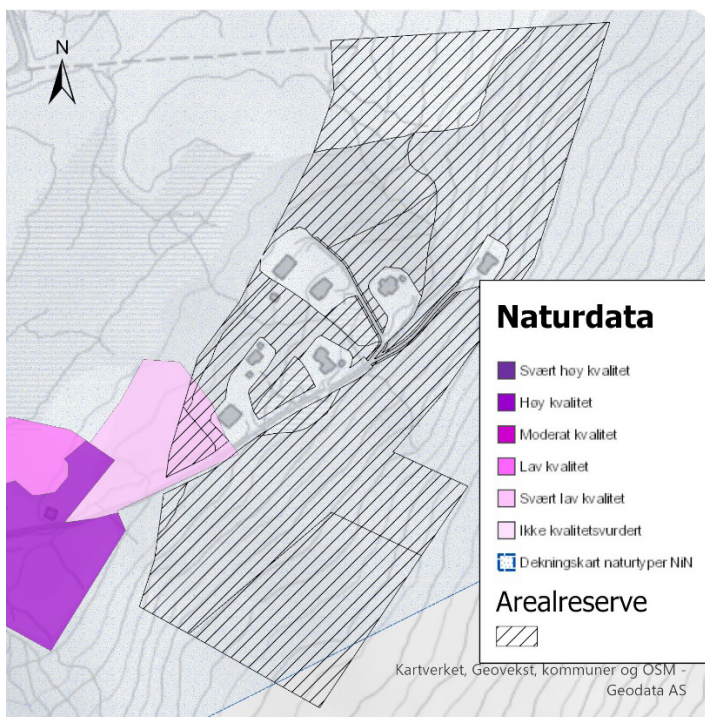 N
Naturdata
Svært høy kvalitet
Høy kvalitet
Moderat kvalitet
Lav kvalitet
Svært lav kvalitet
Ikke kvalitetsvurdert
Dekningskart naturtyper NiN
Arealreserve
Kartverket, Geovekst, kommuner og OSM -
Geodata AS